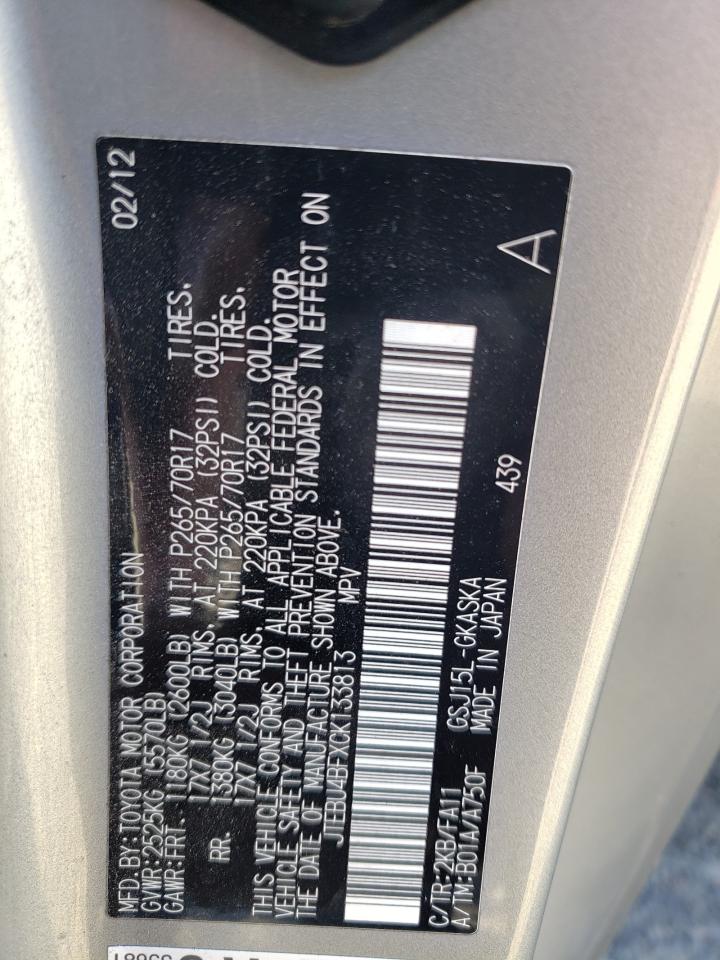 MFD. BY: TOYOTA MOTOR CORPORATION 02/12
GVWR: 2525KG (5570LB)
GAWR: FRT. 1180KG (2600LB) WITH P265/70R17 TIRES,
17X7 1/2J RIMS, AT 220KPA (32PSI) COLD.
RR. 1380KG (3040LB) WITH P265/70R17 TIRES,
17X7 1/2J RIMS, AT 220KPA (32PSI) COLD.
THIS VEHICLE CONFORMS TO ALL APPLICABLE FEDERAL MOTOR
VEHICLE SAFETY AND THEFT PREVENTION STANDARDS IN EFFECT ON
THE DATE OF MANUFACTURE SHOWN ABOVE.
JTEBU4BFXCK133813 MPV
C/TR: 2KB/FA11 GSJ15L-GKASKA 439 A
A/TM: B01A/A750F MADE IN JAPAN